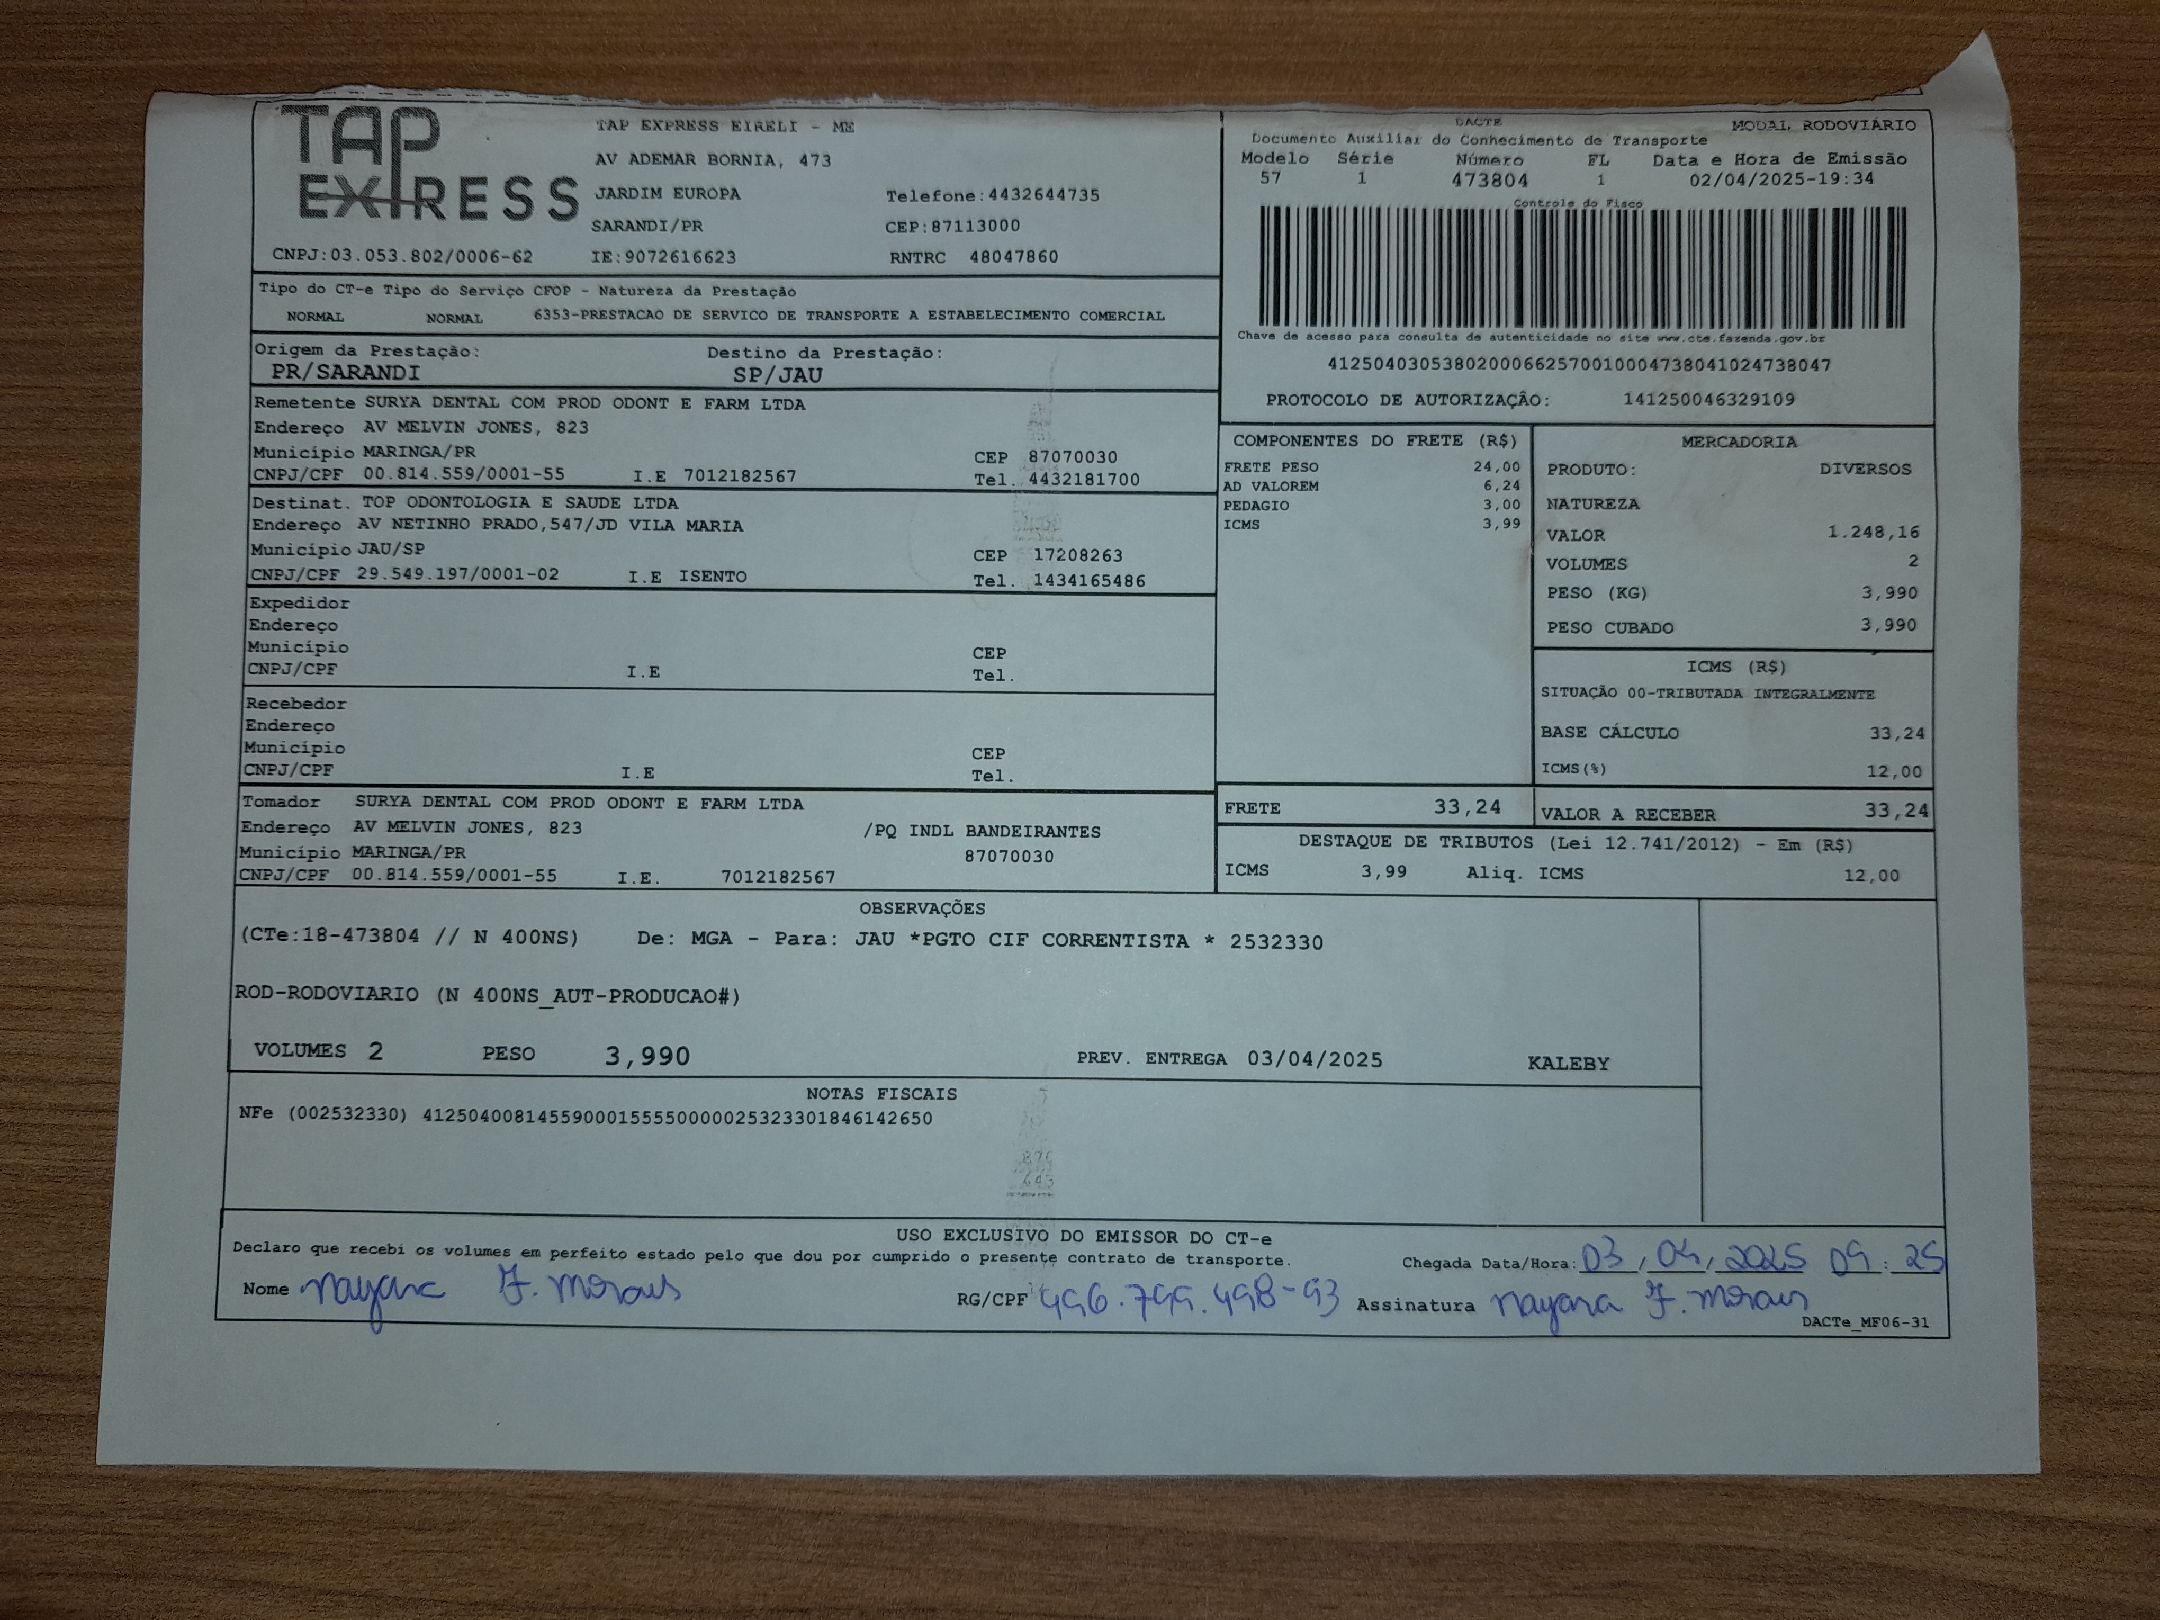 TAP
EXPRESS
TAP EXPRESS EIRELI - ME
AV ADEMAR BORNIA, 473
JARDIM EUROPA Telefone:4432644735
SARANDI/PR CEP:87113000
CNPJ:03.053.802/0006-62 IE:9072616623 RNTRC 48047860
DACTE MODAL RODOVIÁRIO
Documento Auxiliar do Conhecimento de Transporte
Modelo Série Número FL Data e Hora de Emissão
57 1 473804 1 02/04/2025-19:34
Controle do Fisco
Chave de acesso para consulta de autenticidade no site www.cte.fazenda.gov.br
41250403053802000662570010004738041024738047
PROTOCOLO DE AUTORIZAÇÃO: 141250046329109
Tipo do CT-e Tipo do Serviço CFOP - Natureza da Prestação
NORMAL NORMAL 6353-PRESTACAO DE SERVICO DE TRANSPORTE A ESTABELECIMENTO COMERCIAL
Origem da Prestação: Destino da Prestação:
PR/SARANDI SP/JAU
Remetente SURYA DENTAL COM PROD ODONT E FARM LTDA
Endereço AV MELVIN JONES, 823
Município MARINGA/PR CEP 87070030
CNPJ/CPF 00.814.559/0001-55 I.E 7012182567 Tel. 4432181700
Destinat. TOP ODONTOLOGIA E SAUDE LTDA
Endereço AV NETINHO PRADO,547/JD VILA MARIA
Município JAU/SP CEP 17208263
CNPJ/CPF 29.549.197/0001-02 I.E ISENTO Tel. 1434165486
Expedidor
Endereço
Município CEP
CNPJ/CPF I.E Tel.
Recebedor
Endereço
Município CEP
CNPJ/CPF I.E Tel.
Tomador SURYA DENTAL COM PROD ODONT E FARM LTDA
Endereço AV MELVIN JONES, 823 /PQ INDL BANDEIRANTES
Município MARINGA/PR 87070030
CNPJ/CPF 00.814.559/0001-55 I.E. 7012182567
COMPONENTES DO FRETE (R$)
FRETE PESO 24,00
AD VALOREM 6,24
PEDAGIO 3,00
ICMS 3,99
MERCADORIA
PRODUTO: DIVERSOS
NATUREZA
VALOR 1.248,16
VOLUMES 2
PESO (KG) 3,990
PESO CUBADO 3,990
ICMS (R$)
SITUAÇÃO 00-TRIBUTADA INTEGRALMENTE
BASE CÁLCULO 33,24
ICMS(%) 12,00
FRETE 33,24 VALOR A RECEBER 33,24
DESTAQUE DE TRIBUTOS (Lei 12.741/2012) - Em (R$)
ICMS 3,99 Aliq. ICMS 12,00
OBSERVAÇÕES
(CTe:18-473804 // N 400NS) De: MGA - Para: JAU *PGTO CIF CORRENTISTA * 2532330
ROD-RODOVIARIO (N 400NS_AUT-PRODUCAO#)
VOLUMES 2 PESO 3,990 PREV. ENTREGA 03/04/2025 KALEBY
NOTAS FISCAIS
NFe (002532330) 41250400814559000155550000025323301846142650
USO EXCLUSIVO DO EMISSOR DO CT-e
Declaro que recebi os volumes em perfeito estado pelo que dou por cumprido o presente contrato de transporte. Chegada Data/Hora: 03, 04, 2025 09:25
Nome Nayara F. Morais RG/CPF 496.799.498-93 Assinatura Nayara F. Morais
DACTe_MF06-31